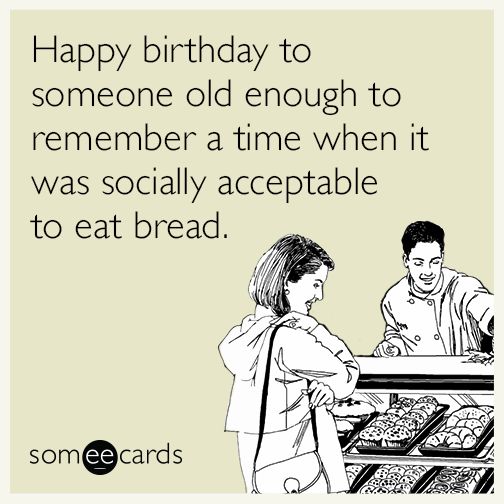 Happy birthday to
someone old enough to
remember a time when it
was socially acceptable
to eat bread.
someecards